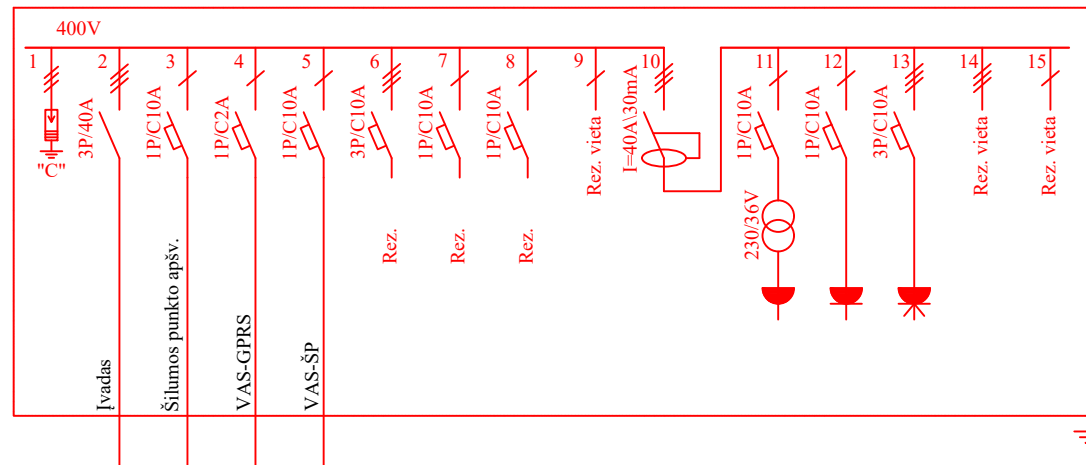 400V
1
2
3
4
5
6
7
8
9
10
11
12
13
14
15
"C"
3P/40A
1P/C10A
1P/C2A
1P/C10A
3P/C10A
1P/C10A
1P/C10A
Rez. vieta
I=40A\30mA
1P/C10A
1P/C10A
3P/C10A
Rez. vieta
Rez. vieta
230/36V
Rez.
Rez.
Rez.
Įvadas
Šilumos punkto apšv.
VAS-GPRS
VAS-ŠP